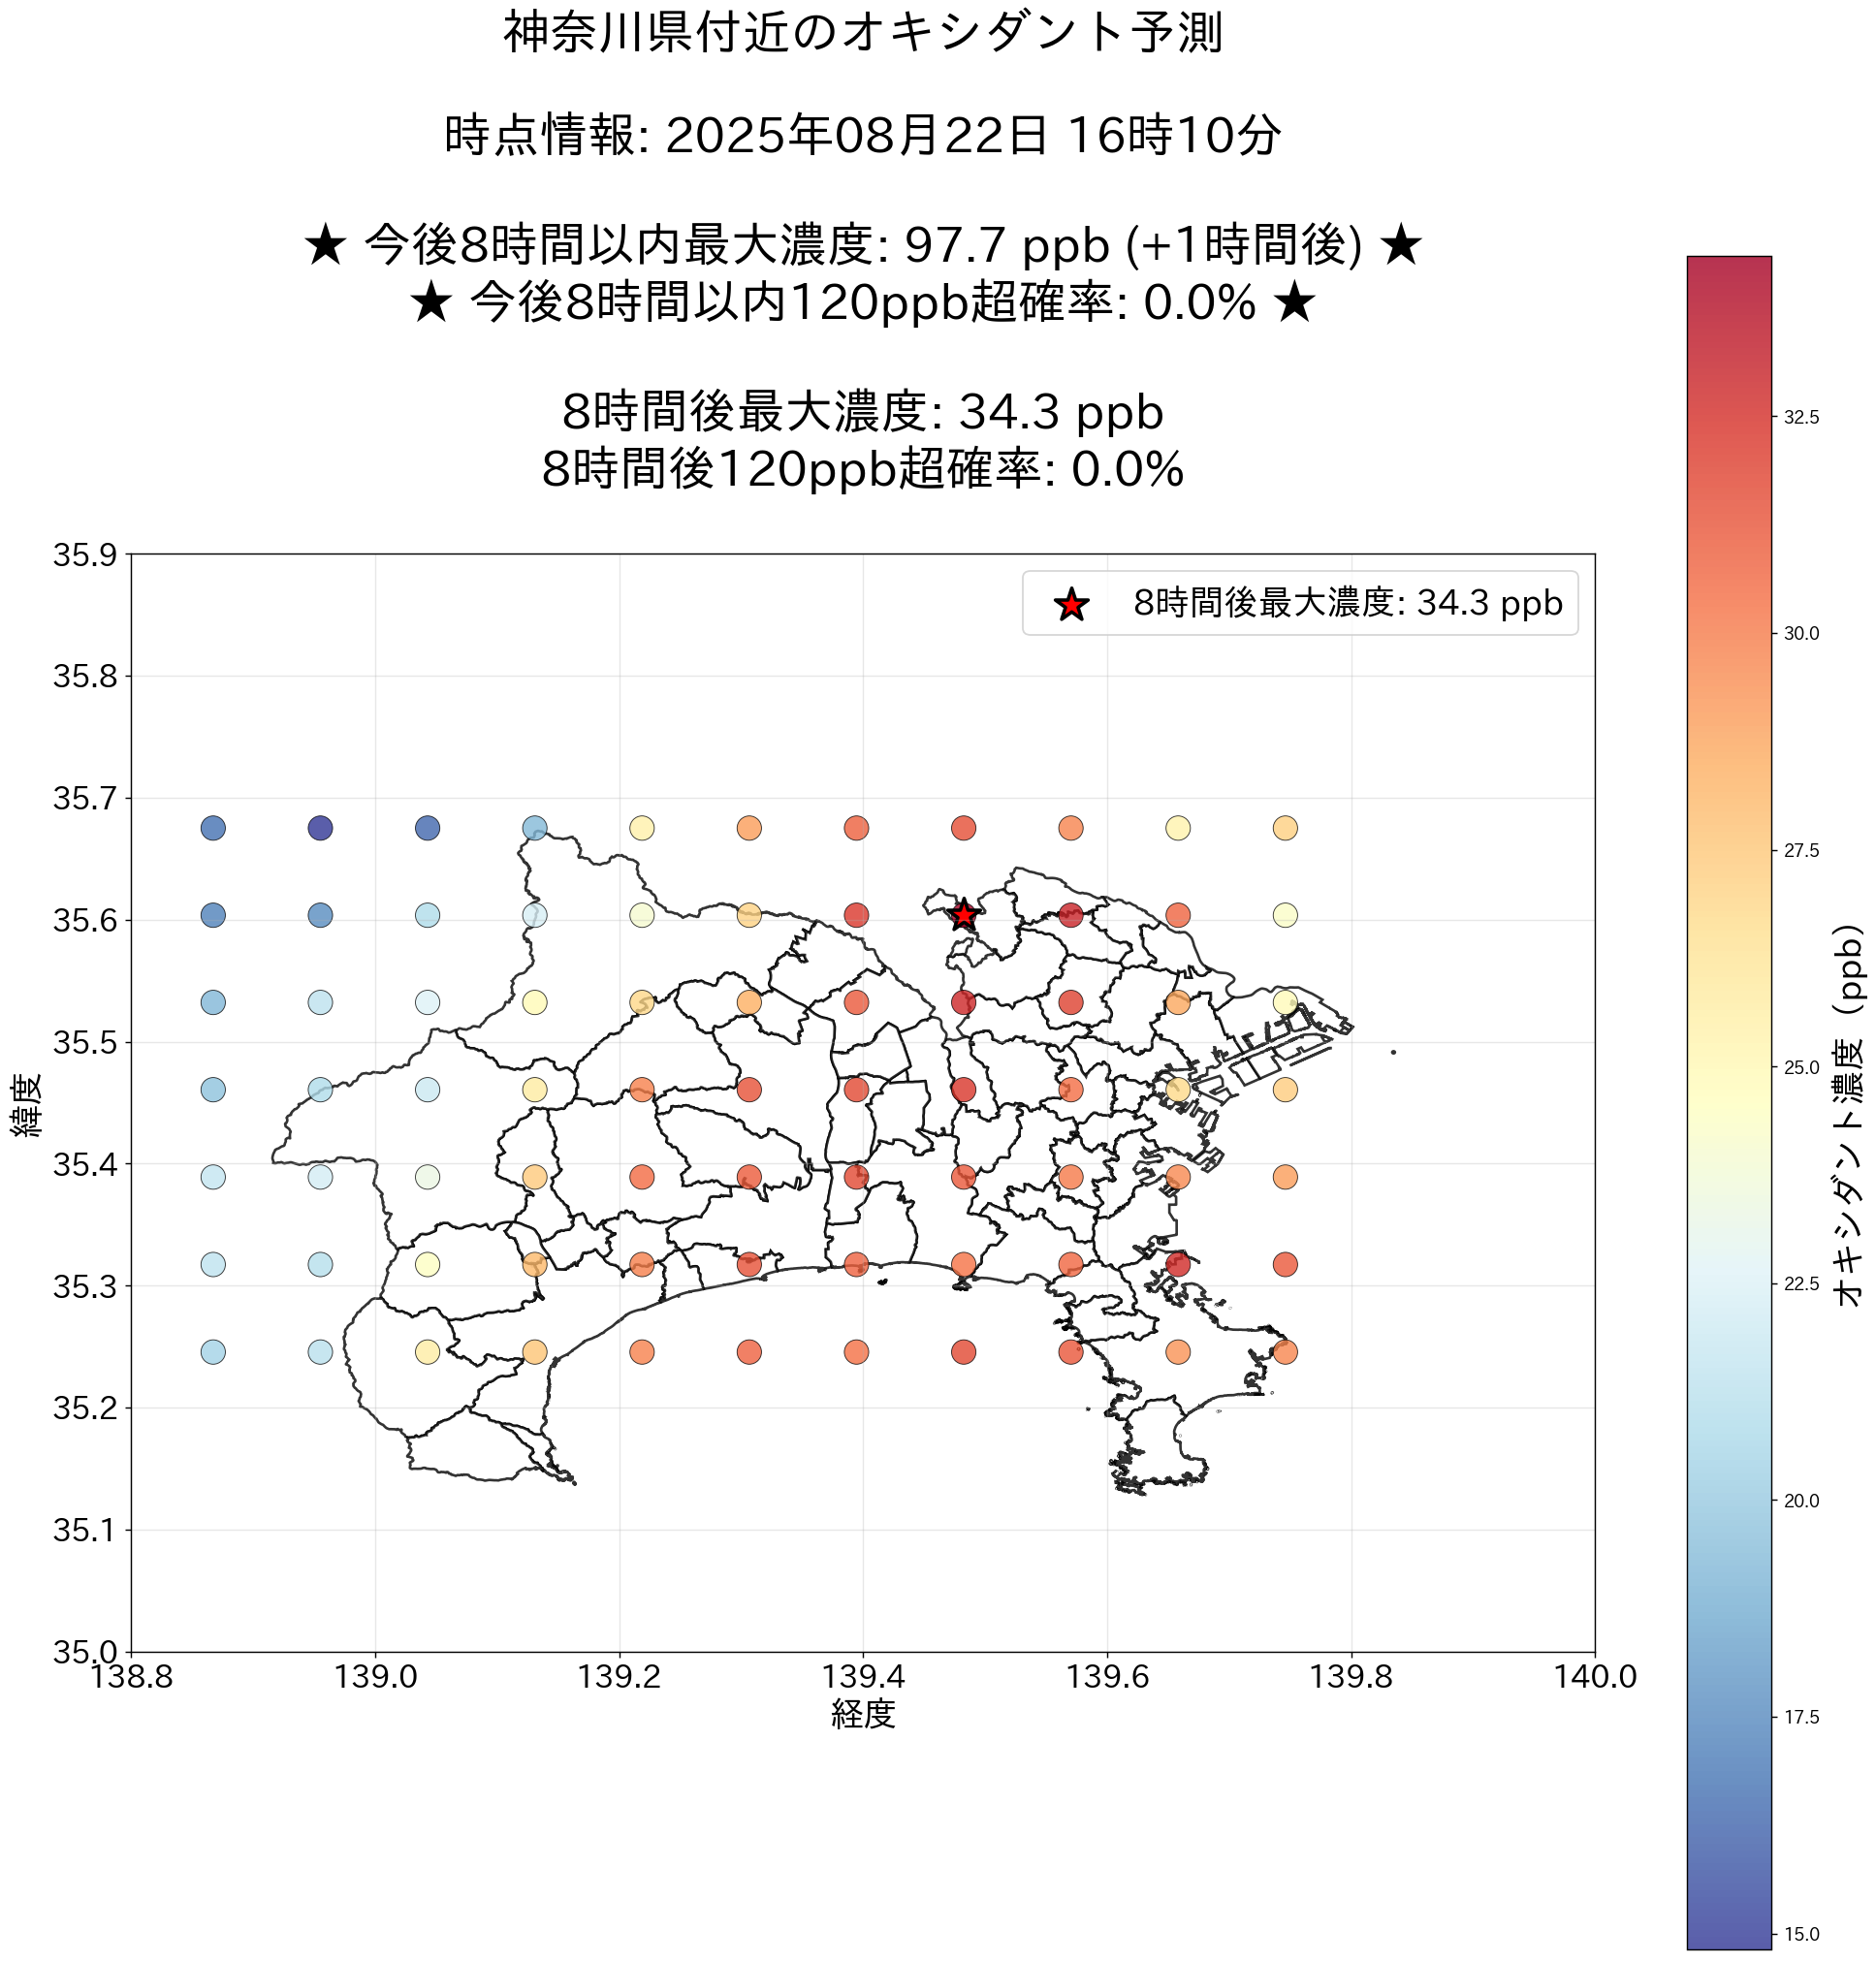 神奈川県付近のオキシダント予測
時点情報: 2025年08月22日 16時10分
★ 今後8時間以内最大濃度: 97.7 ppb (+1時間後) ★
★ 今後8時間以内120ppb超確率: 0.0% ★
8時間後最大濃度: 34.3 ppb
8時間後120ppb超確率: 0.0%
8時間後最大濃度: 34.3 ppb
35.9
35.8
35.7
35.6
35.5
35.4
35.3
35.2
35.1
35.0
緯度
138.8
139.0
139.2
139.4
139.6
139.8
140.0
経度
32.5
30.0
27.5
25.0
22.5
20.0
17.5
15.0
オキシダント濃度 (ppb)